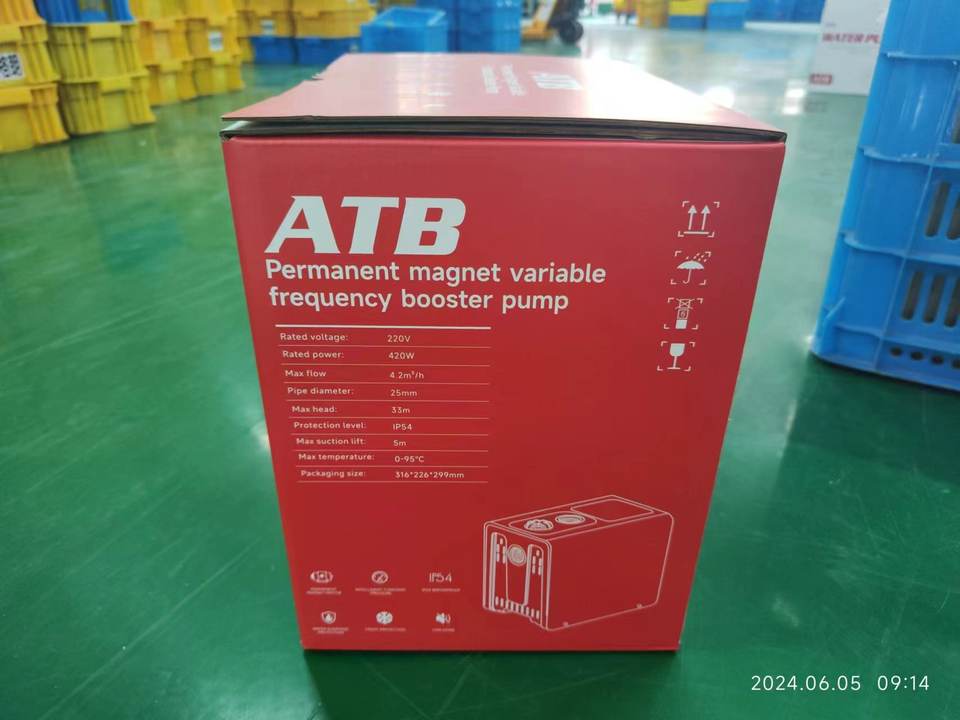 WATER
ATB
ATB
Permanent magnet variable
frequency booster pump
Rated voltage: 220V
Rated power: 420W
Max flow 4.2m³/h
Pipe diameter: 25mm
Max head: 33m
Protection level: IP54
Max suction lift: 5m
Max temperature: 0-95°C
Packaging size: 316*226*299mm
IP54
2024.06.05 09:14